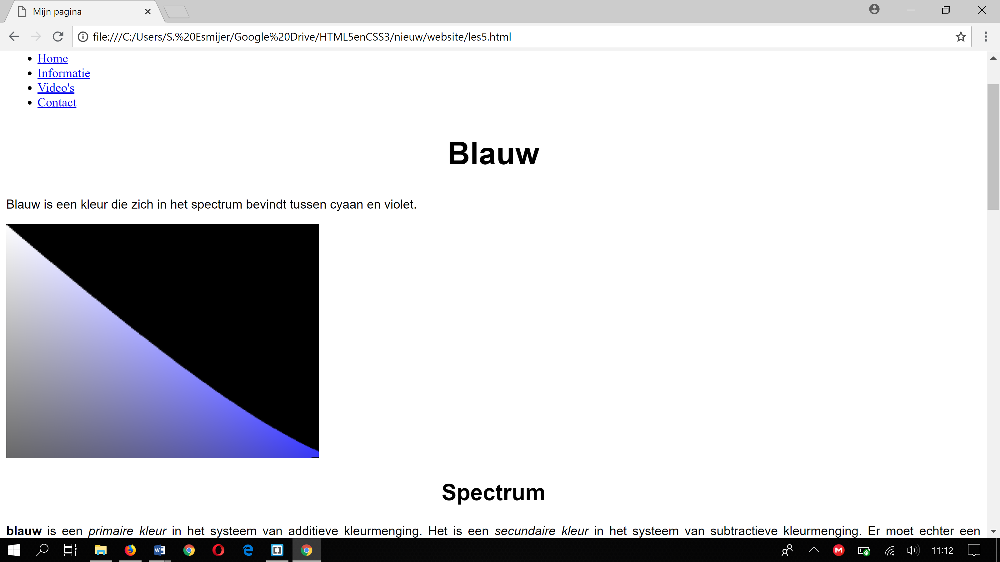 Mijn pagina
file:///C:/Users/S.%20Esmijer/Google%20Drive/HTML5enCSS3/nieuw/website/les5.html
Home
Informatie
Video's
Contact
Blauw
Blauw is een kleur die zich in het spectrum bevindt tussen cyaan en violet.
Spectrum
blauw is een primaire kleur in het systeem van additieve kleurmenging. Het is een secundaire kleur in het systeem van subtractieve kleurmenging. Er moet echter een
11:12